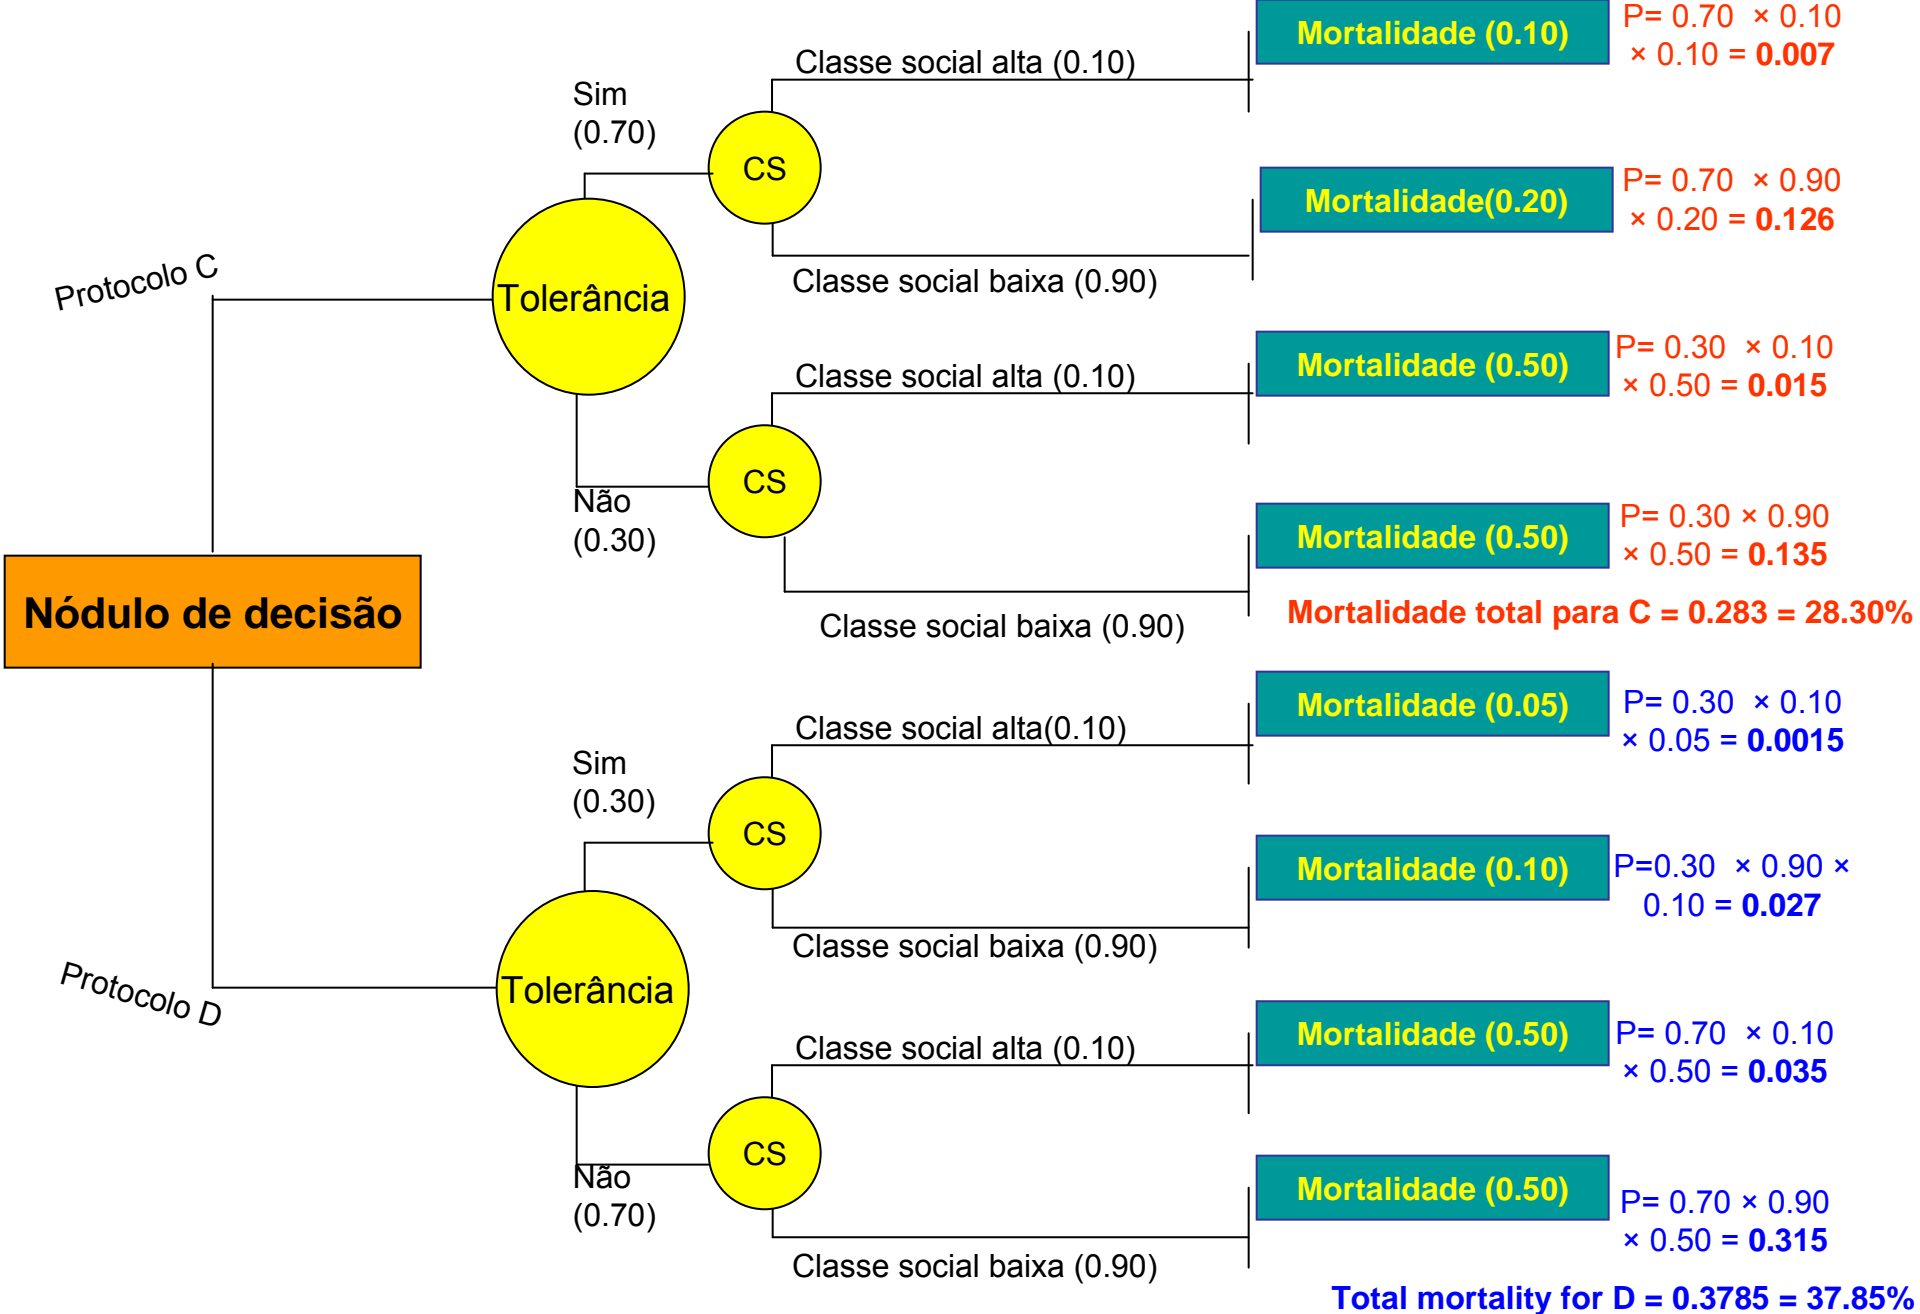 Mortalidade (0.10)
P= 0.70 × 0.10
× 0.10 = 0.007
Classe social alta (0.10)
Sim
(0.70)
CS
Mortalidade(0.20)
P= 0.70 × 0.90
× 0.20 = 0.126
Classe social baixa (0.90)
Protocolo C
Tolerância
Mortalidade (0.50)
P= 0.30 × 0.10
× 0.50 = 0.015
Classe social alta (0.10)
CS
Não
(0.30)
Mortalidade (0.50)
P= 0.30 × 0.90
× 0.50 = 0.135
Classe social baixa (0.90)
Mortalidade total para C = 0.283 = 28.30%
Nódulo de decisão
Mortalidade (0.05)
P= 0.30 × 0.10
× 0.05 = 0.0015
Classe social alta(0.10)
Sim
(0.30)
CS
Mortalidade (0.10)
P=0.30 × 0.90 ×
0.10 = 0.027
Classe social baixa (0.90)
Protocolo D
Tolerância
Mortalidade (0.50)
P= 0.70 × 0.10
× 0.50 = 0.035
Classe social alta (0.10)
CS
Não
(0.70)
Mortalidade (0.50)
P= 0.70 × 0.90
× 0.50 = 0.315
Classe social baixa (0.90)
Total mortality for D = 0.3785 = 37.85%